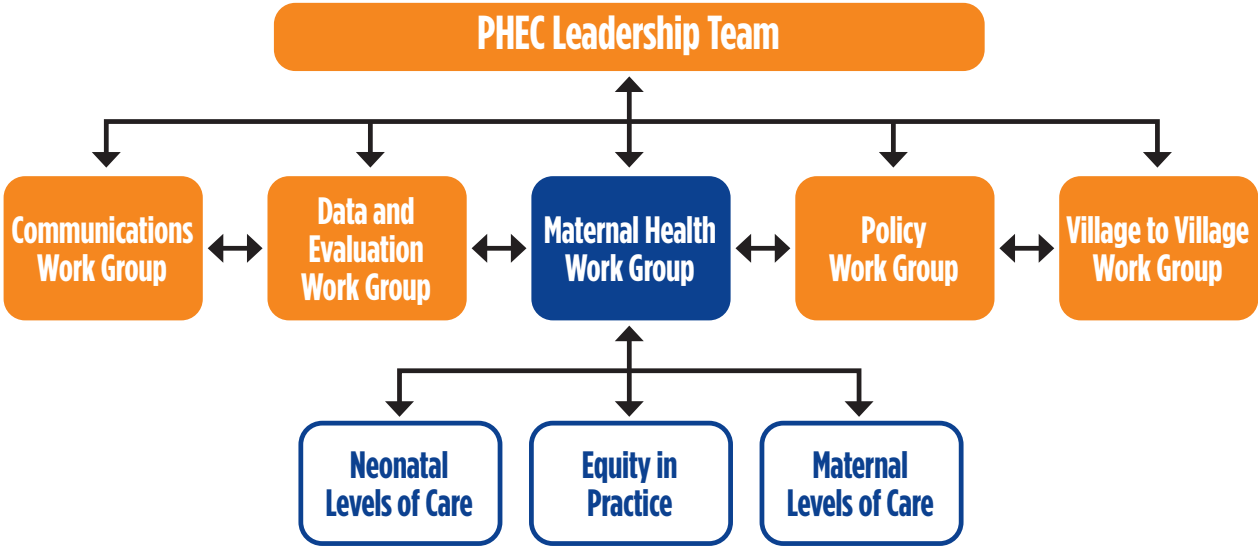 PHEC Leadership Team
Communications
Work Group
Data and
Evaluation
Work Group
Maternal Health
Work Group
Policy
Work Group
Village to Village
Work Group
Neonatal
Levels of Care
Equity in
Practice
Maternal
Levels of Care